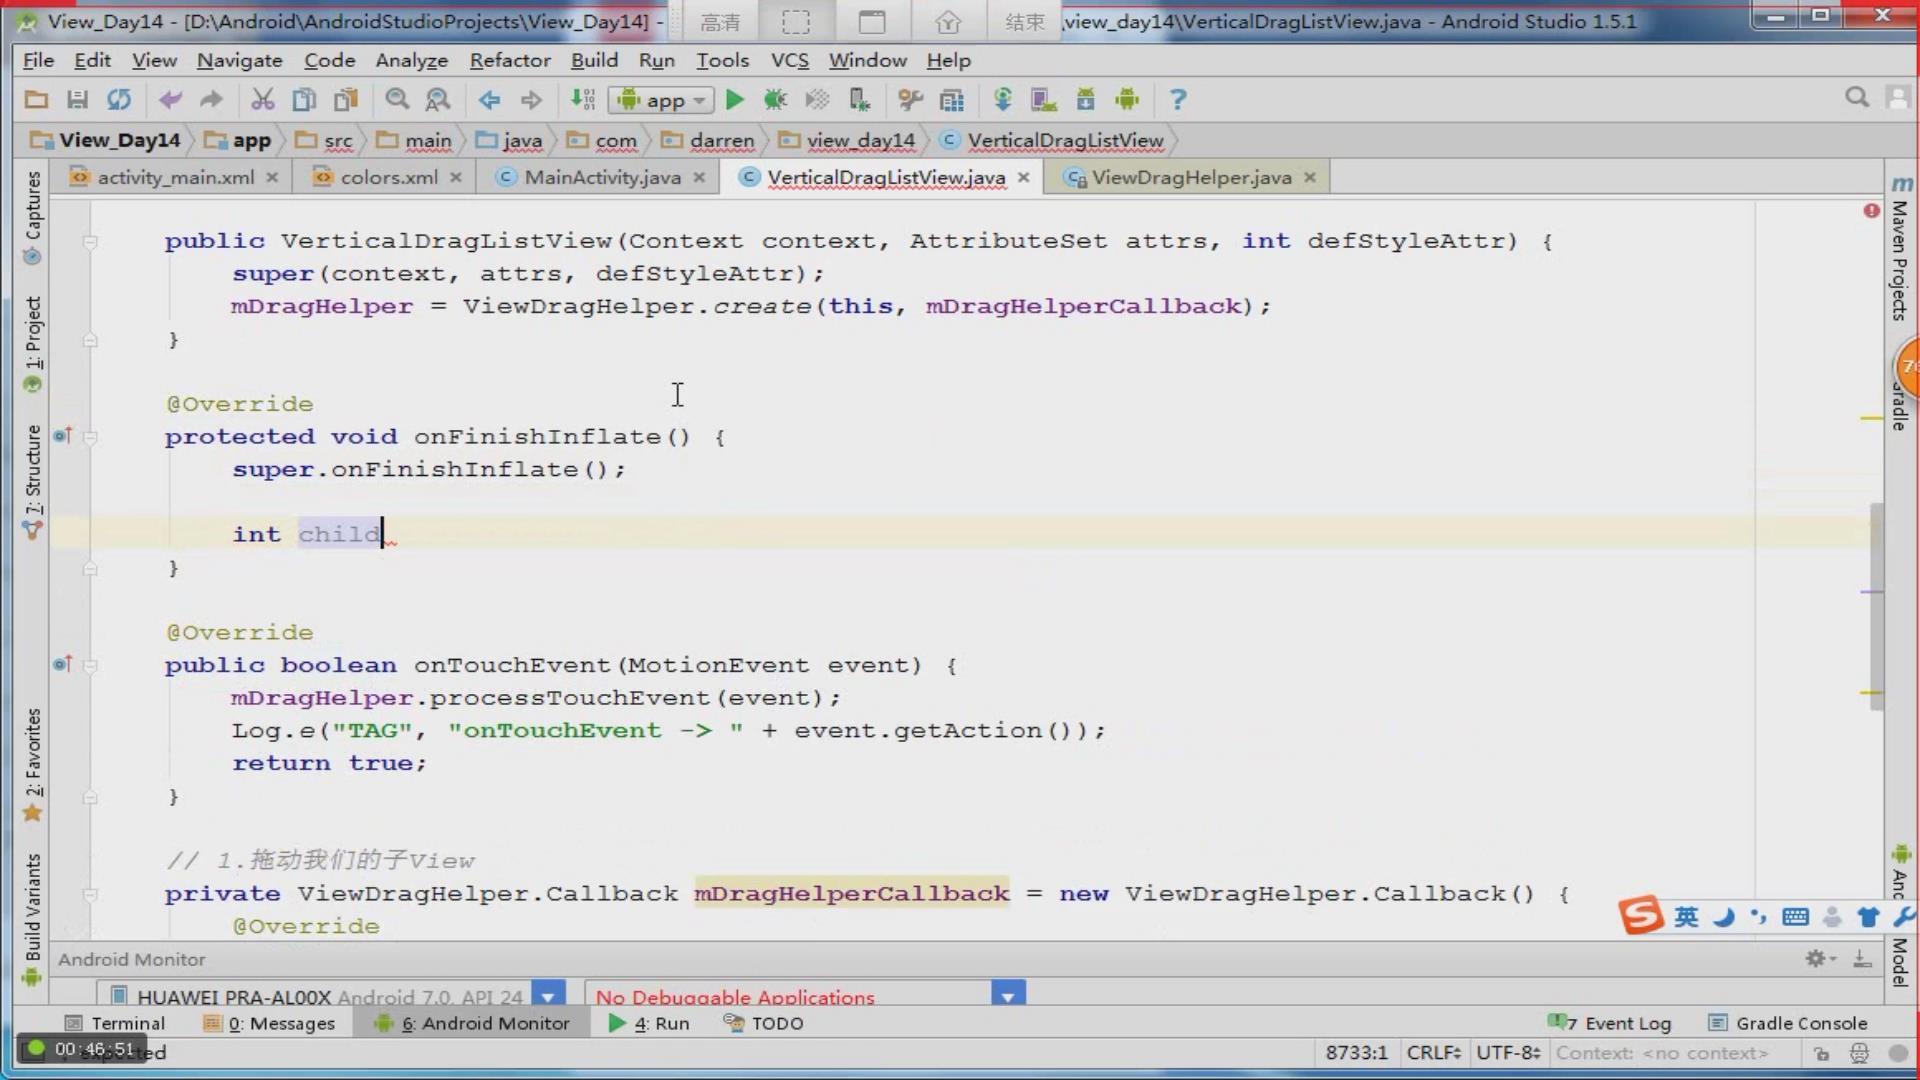 View_Day14 - [D:\Android\AndroidStudioProjects\View_Day14] - 高清 结束 \view_day14\VerticalDragListView.java - Android Studio 1.5.1
File Edit View Navigate Code Analyze Refactor Build Run Tools VCS Window Help
app
View_Day14 app src main java com darren view_day14 VerticalDragListView
activity_main.xml colors.xml MainActivity.java VerticalDragListView.java ViewDragHelper.java
Captures
1: Project
7: Structure
2: Favorites
Build Variants
public VerticalDragListView(Context context, AttributeSet attrs, int defStyleAttr) {
super(context, attrs, defStyleAttr);
mDragHelper = ViewDragHelper.create(this, mDragHelperCallback);
}
@Override
protected void onFinishInflate() {
super.onFinishInflate();
int child
}
@Override
public boolean onTouchEvent(MotionEvent event) {
mDragHelper.processTouchEvent(event);
Log.e("TAG", "onTouchEvent -> " + event.getAction());
return true;
}
// 1.拖动我们的子View
private ViewDragHelper.Callback mDragHelperCallback = new ViewDragHelper.Callback() {
@Override
Maven Projects
Model
英
Android Monitor
HUAWEI PRA-AL00X Android 7.0, API 24 No Debuggable Applications
Terminal 0: Messages 6: Android Monitor 4: Run TODO 7 Event Log Gradle Console
00:46:51 8733:1 CRLF UTF-8 Context: <no context>